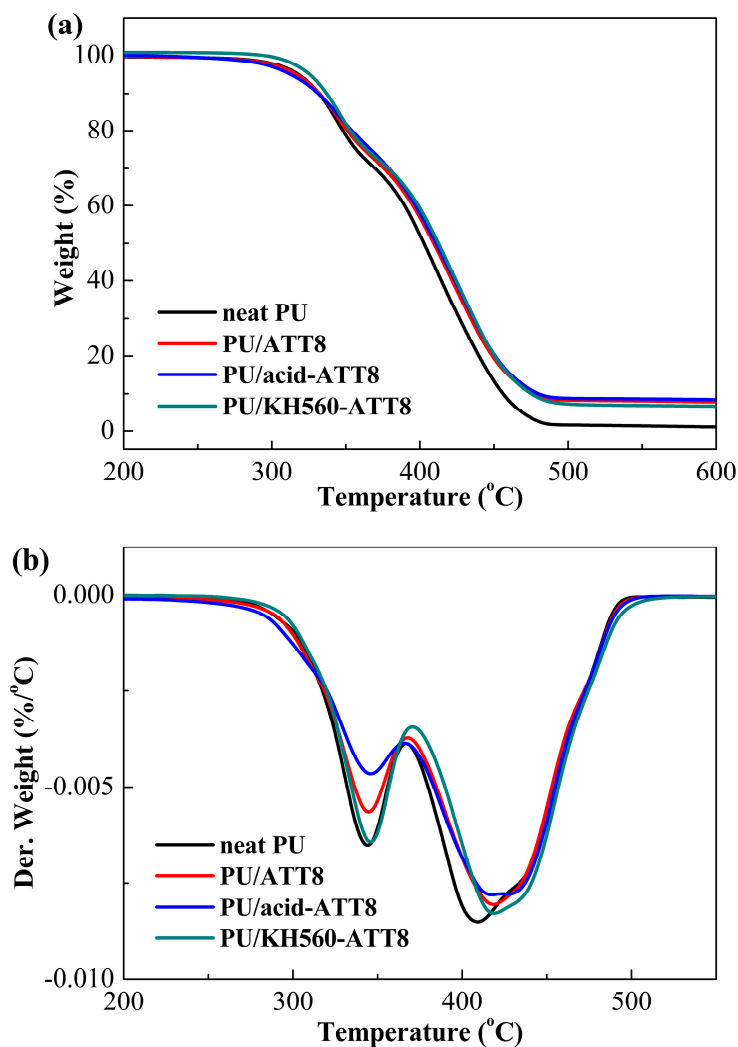 (a)
100
80
60
40
20
0
Weight (%)
neat PU
PU/ATT8
PU/acid-ATT8
PU/KH560-ATT8
200 300 400 500 600
Temperature (°C)
(b)
0.000
-0.005
-0.010
Der. Weight (%/°C)
neat PU
PU/ATT8
PU/acid-ATT8
PU/KH560-ATT8
200 300 400 500
Temperature (°C)